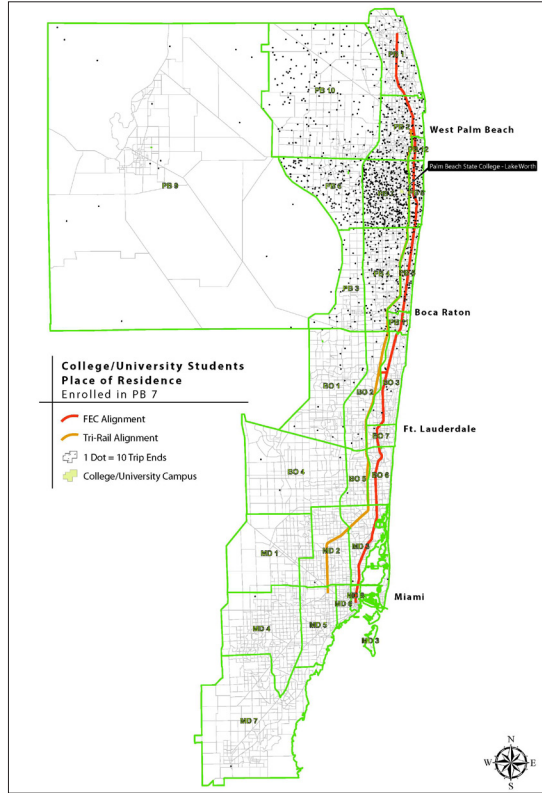 PB 1
PB 10
West Palm Beach
Palm Beach State College - Lake Worth
PB 9
PB 3
Boca Raton
College/University Students
Place of Residence
Enrolled in PB 7
FEC Alignment
Tri-Rail Alignment
1 Dot = 10 Trip Ends
College/University Campus
BO 1
BO 2
BO 3
Ft. Lauderdale
BO 7
BO 4
BO 5
BO 6
MD 1
MD 2
Miami
MD 4
MD 5
MD 3
MD 7
N
W
E
S